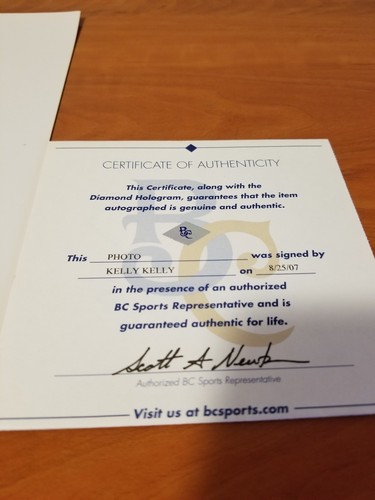 CERTIFICATE OF AUTHENTICITY
This Certificate, along with the
Diamond Hologram, guarantees that the item
autographed is genuine and authentic.
BC
This PHOTO was signed by
KELLY KELLY on 8/25/07
in the presence of an authorized
BC Sports Representative and is
guaranteed authentic for life.
Scott A
Authorized BC Sports Representative
Visit us at bcsports.com